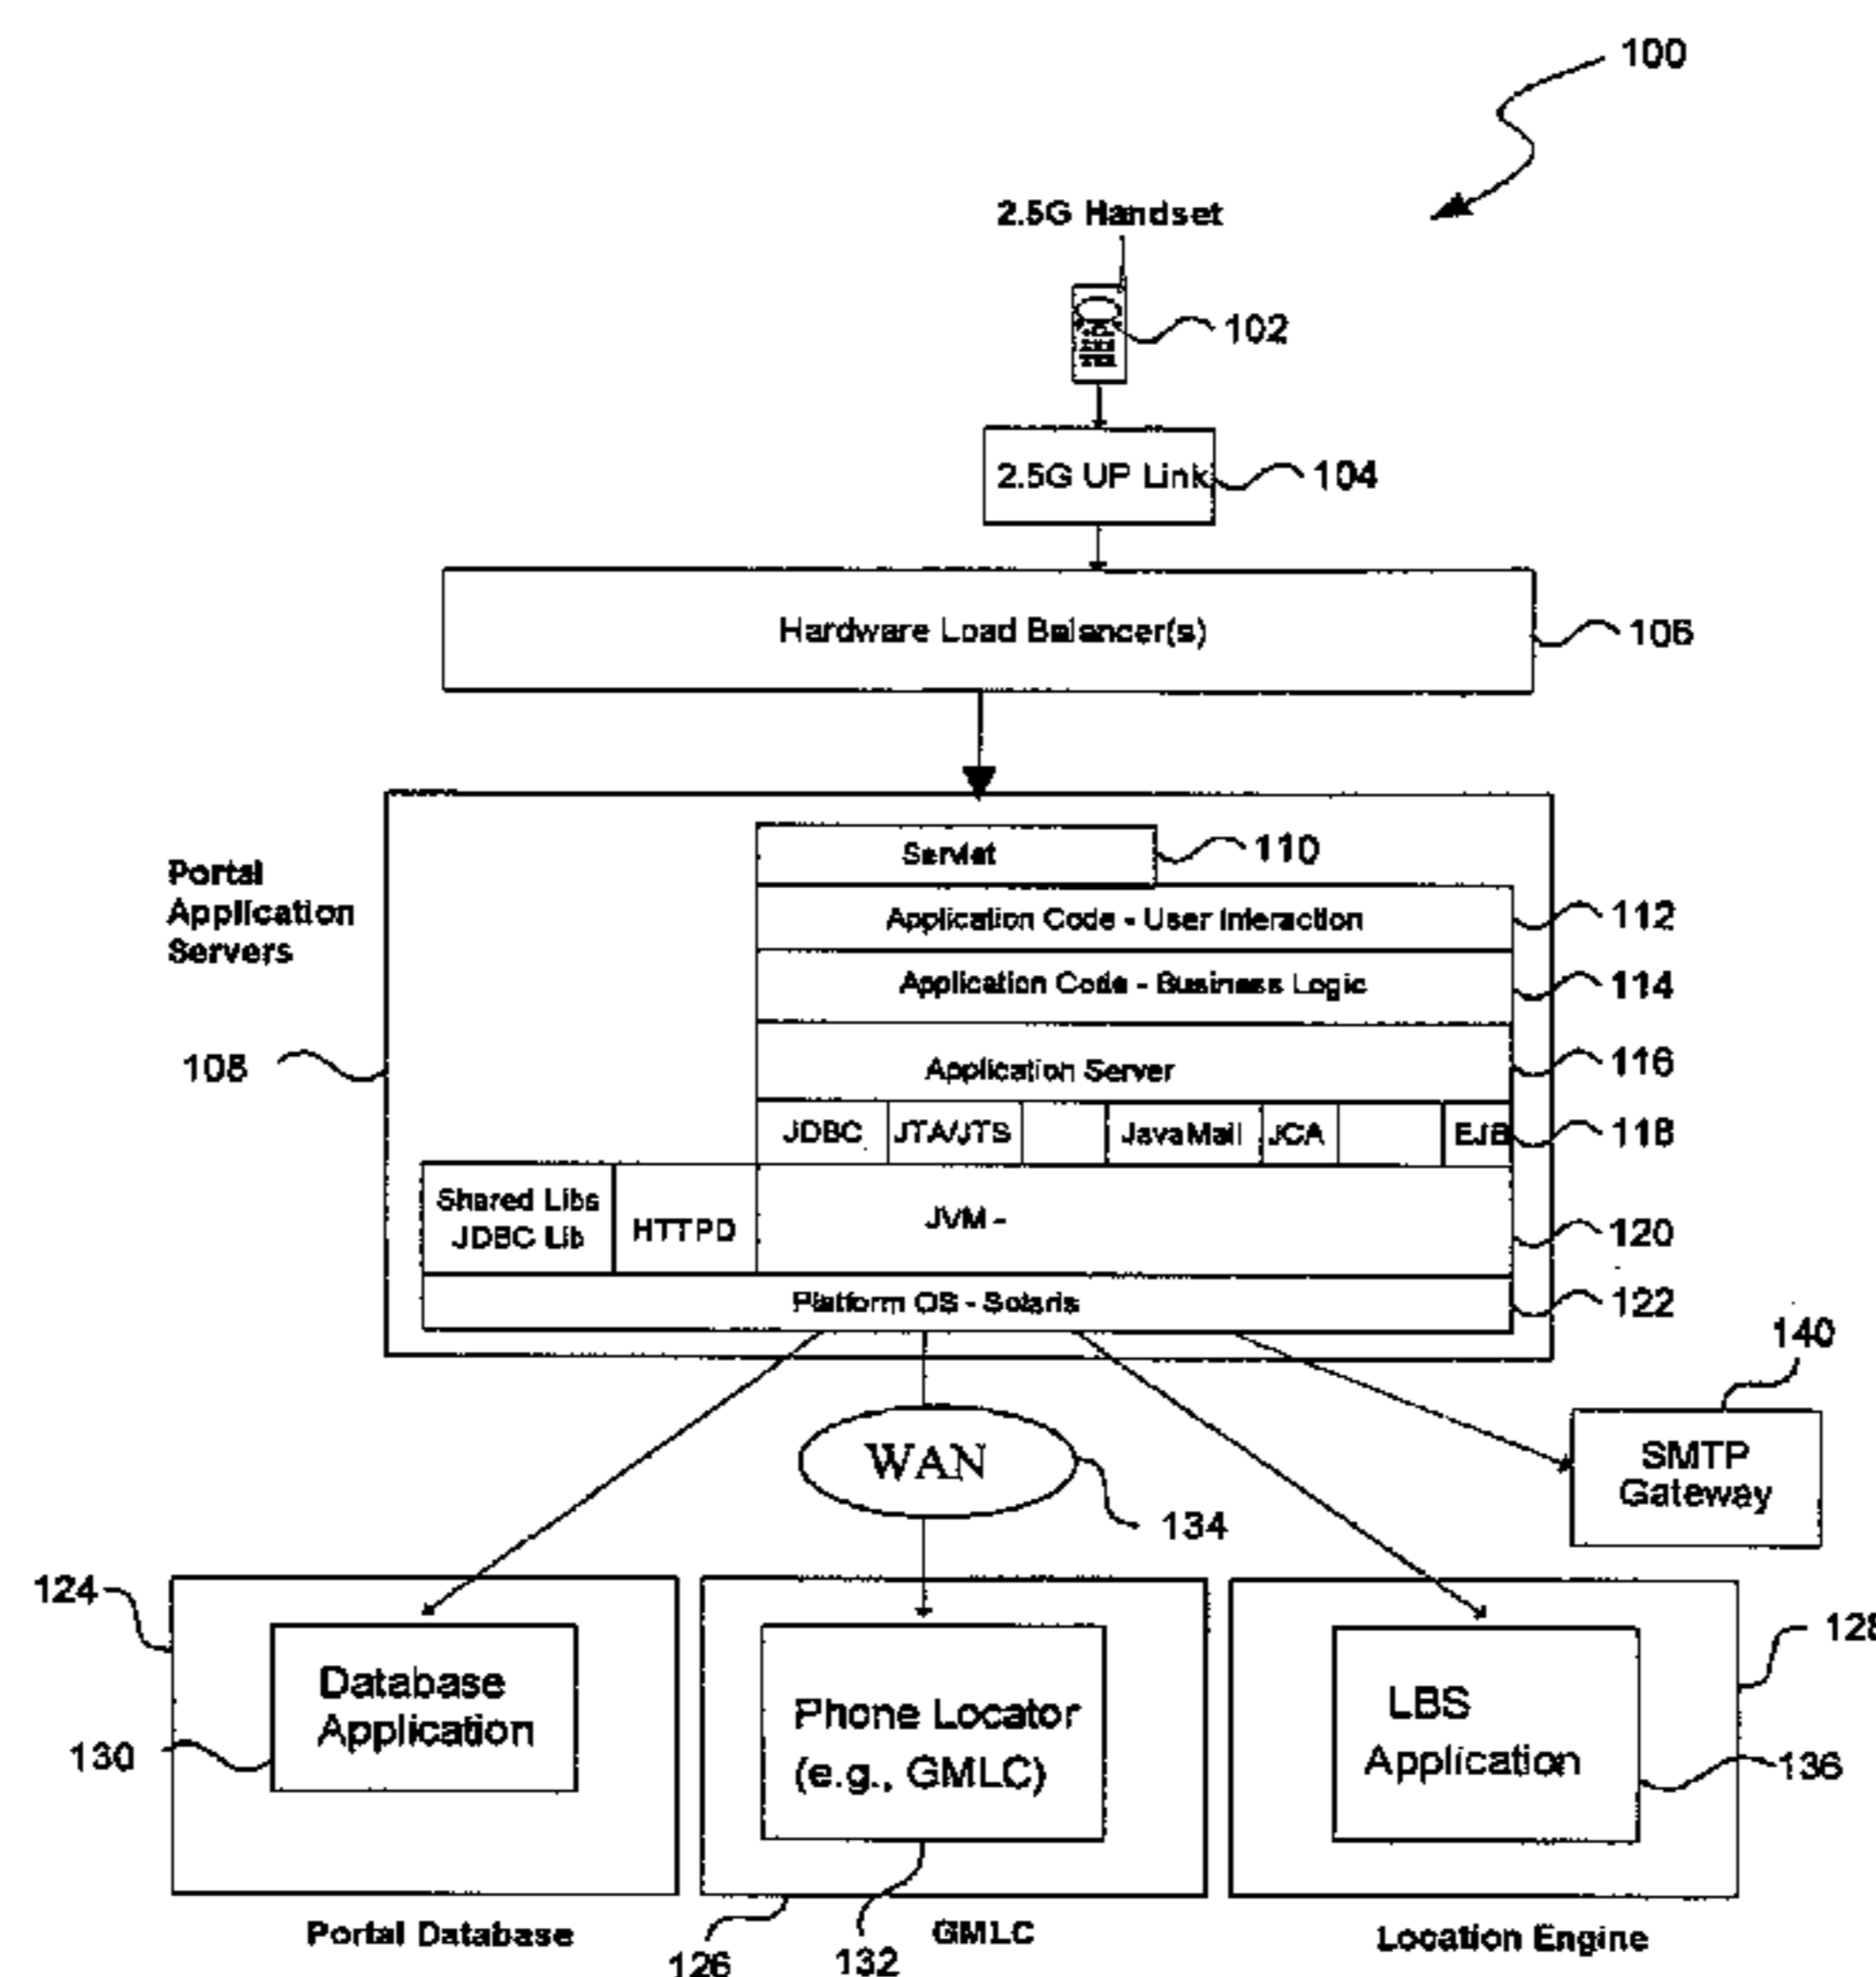 100
2.5G Handset
102
2.5G UP Link
104
Hardware Load Balancer(s)
106
Portal
Application
Servers
108
Servlet
110
Application Code - User Interaction
112
Application Code - Business Logic
114
Application Server
116
JDBC
JTA/JTS
JavaMail
JCA
EJB
118
Shared Libs
JDBC Lib
HTTPD
JVM -
120
Platform OS - Solaris
122
140
SMTP
Gateway
WAN
134
124
Database
Application
130
Phone Locator
(e.g., GMLC)
LBS
Application
128
136
Portal Database
126
132
GMLC
Location Engine